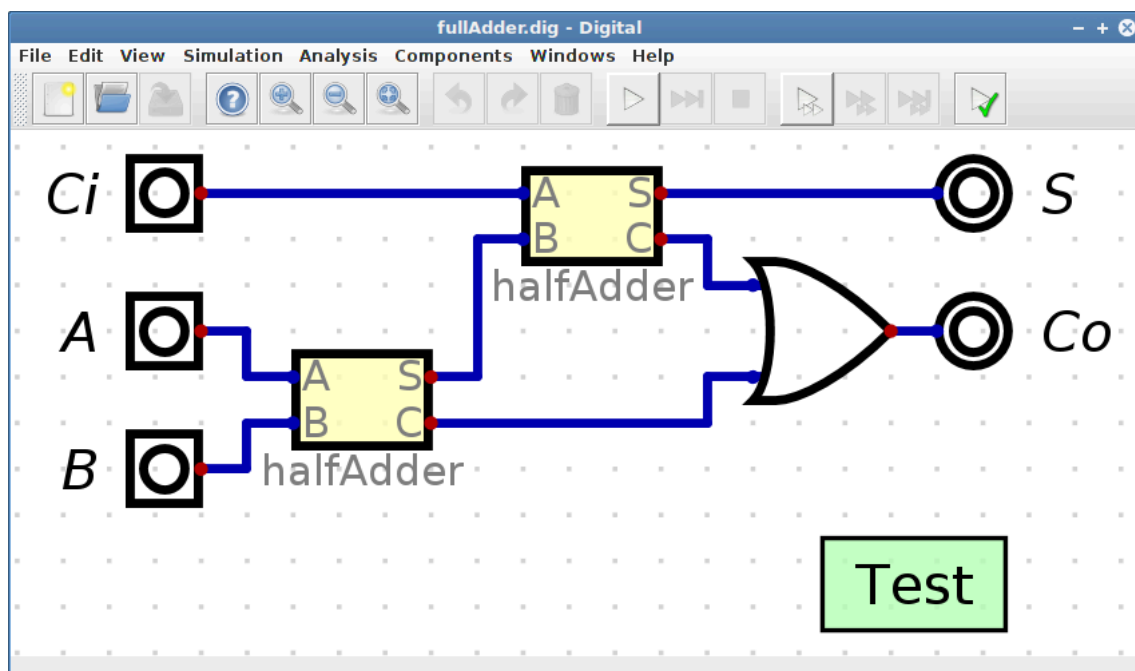 fullAdder.dig - Digital
File Edit View Simulation Analysis Components Windows Help
Ci
A S
S
B C
halfAdder
A
Co
A S
B C
B
halfAdder
Test